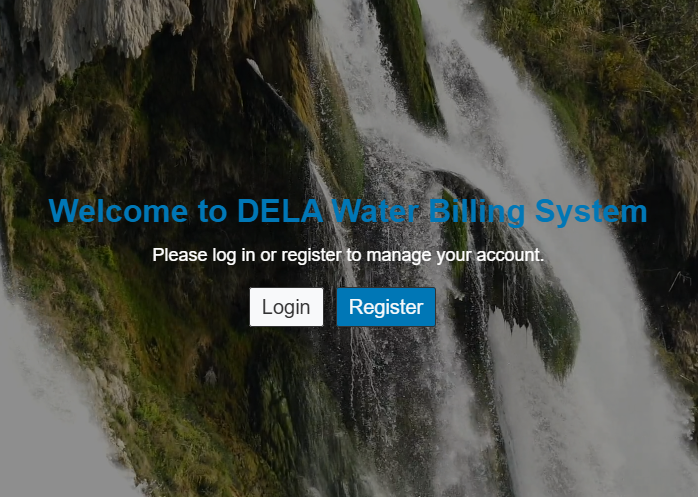 Welcome to DELA Water Billing System
Please log in or register to manage your account.
Login Register